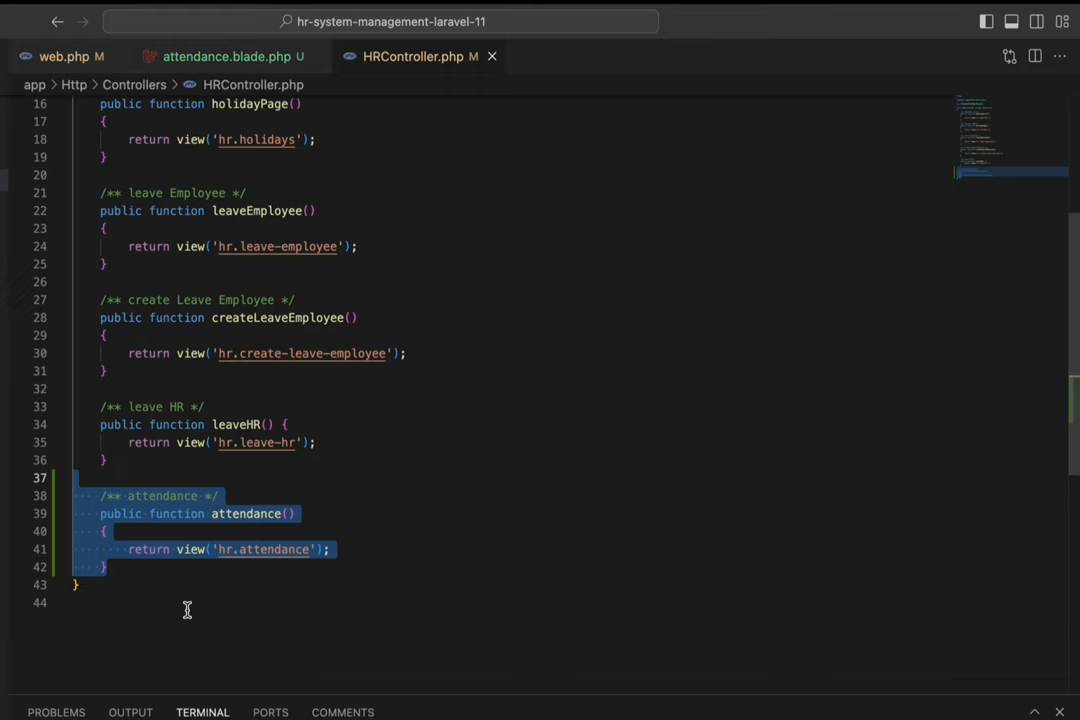 hr-system-management-laravel-11
web.php M
attendance.blade.php U
HRController.php M
app > Http > Controllers > HRController.php
16 public function holidayPage()
17 {
18 return view('hr.holidays');
19 }
20
21 /** leave Employee */
22 public function leaveEmployee()
23 {
24 return view('hr.leave-employee');
25 }
26
27 /** create Leave Employee */
28 public function createLeaveEmployee()
29 {
30 return view('hr.create-leave-employee');
31 }
32
33 /** leave HR */
34 public function leaveHR() {
35 return view('hr.leave-hr');
36 }
37
38 /** attendance */
39 public function attendance()
40 {
41 return view('hr.attendance');
42 }
43 }
44
PROBLEMS OUTPUT TERMINAL PORTS COMMENTS